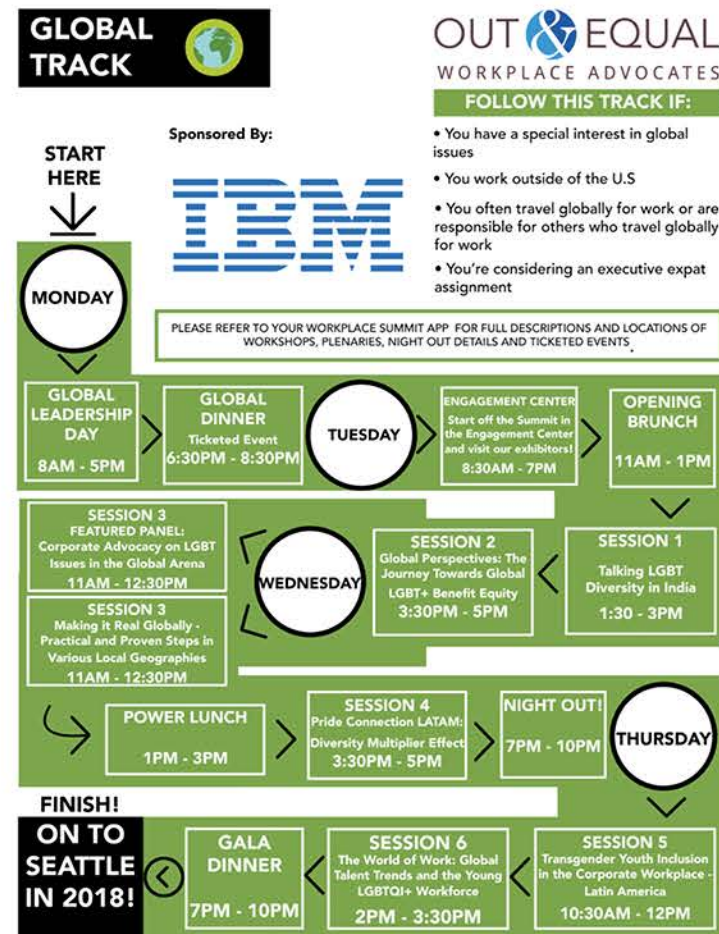 GLOBAL
TRACK
OUT & EQUAL
WORKPLACE ADVOCATES
FOLLOW THIS TRACK IF:
• You have a special interest in global
issues
• You work outside of the U.S
• You often travel globally for work or are
responsible for others who travel globally
for work
• You're considering an executive expat
assignment
Sponsored By:
IBM
START
HERE
MONDAY
PLEASE REFER TO YOUR WORKPLACE SUMMIT APP FOR FULL DESCRIPTIONS AND LOCATIONS OF
WORKSHOPS, PLENARIES, NIGHT OUT DETAILS AND TICKETED EVENTS
GLOBAL
LEADERSHIP
DAY
8AM - 5PM
GLOBAL
DINNER
Ticketed Event
6:30PM - 8:30PM
TUESDAY
ENGAGEMENT CENTER
Start off the Summit in
the Engagement Center
and visit our exhibitors!
8:30AM - 7PM
OPENING
BRUNCH
11AM - 1PM
SESSION 1
Talking LGBT
Diversity in India
1:30 - 3PM
SESSION 2
Global Perspectives: The
Journey Towards Global
LGBT+ Benefit Equity
3:30PM - 5PM
WEDNESDAY
SESSION 3
FEATURED PANEL:
Corporate Advocacy on LGBT
Issues in the Global Arena
11AM - 12:30PM
SESSION 3
Making it Real Globally -
Practical and Proven Steps in
Various Local Geographies
11AM - 12:30PM
POWER LUNCH
1PM - 3PM
SESSION 4
Pride Connection LATAM:
Diversity Multiplier Effect
3:30PM - 5PM
NIGHT OUT!
7PM - 10PM
THURSDAY
SESSION 5
Transgender Youth Inclusion
in the Corporate Workplace -
Latin America
10:30AM - 12PM
SESSION 6
The World of Work: Global
Talent Trends and the Young
LGBTQI+ Workforce
2PM - 3:30PM
GALA
DINNER
7PM - 10PM
FINISH!
ON TO
SEATTLE
IN 2018!